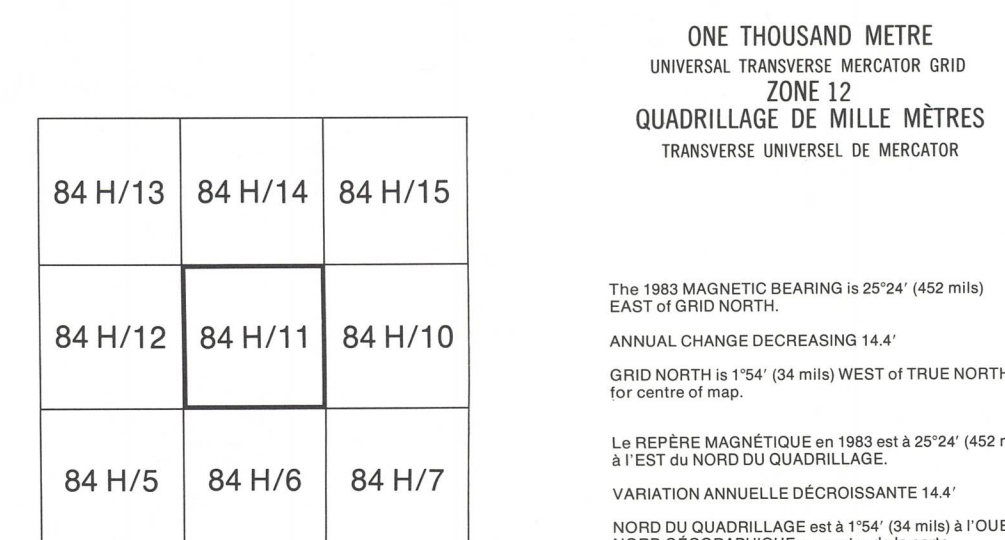 84 H/13 84 H/14 84 H/15
84 H/12 84 H/11 84 H/10
84 H/5 84 H/6 84 H/7
ONE THOUSAND METRE
UNIVERSAL TRANSVERSE MERCATOR GRID
ZONE 12
QUADRILLAGE DE MILLE MÈTRES
TRANSVERSE UNIVERSEL DE MERCATOR
The 1983 MAGNETIC BEARING is 25°24′ (452 mils)
EAST of GRID NORTH.
ANNUAL CHANGE DECREASING 14.4′
GRID NORTH is 1°54′ (34 mils) WEST of TRUE NORTH
for centre of map.
Le REPÈRE MAGNÉTIQUE en 1983 est à 25°24′ (452
à l'EST du NORD DU QUADRILLAGE.
VARIATION ANNUELLE DÉCROISSANTE 14.4′
NORD DU QUADRILLAGE est à 1°54′ (34 mils) à l'OUE